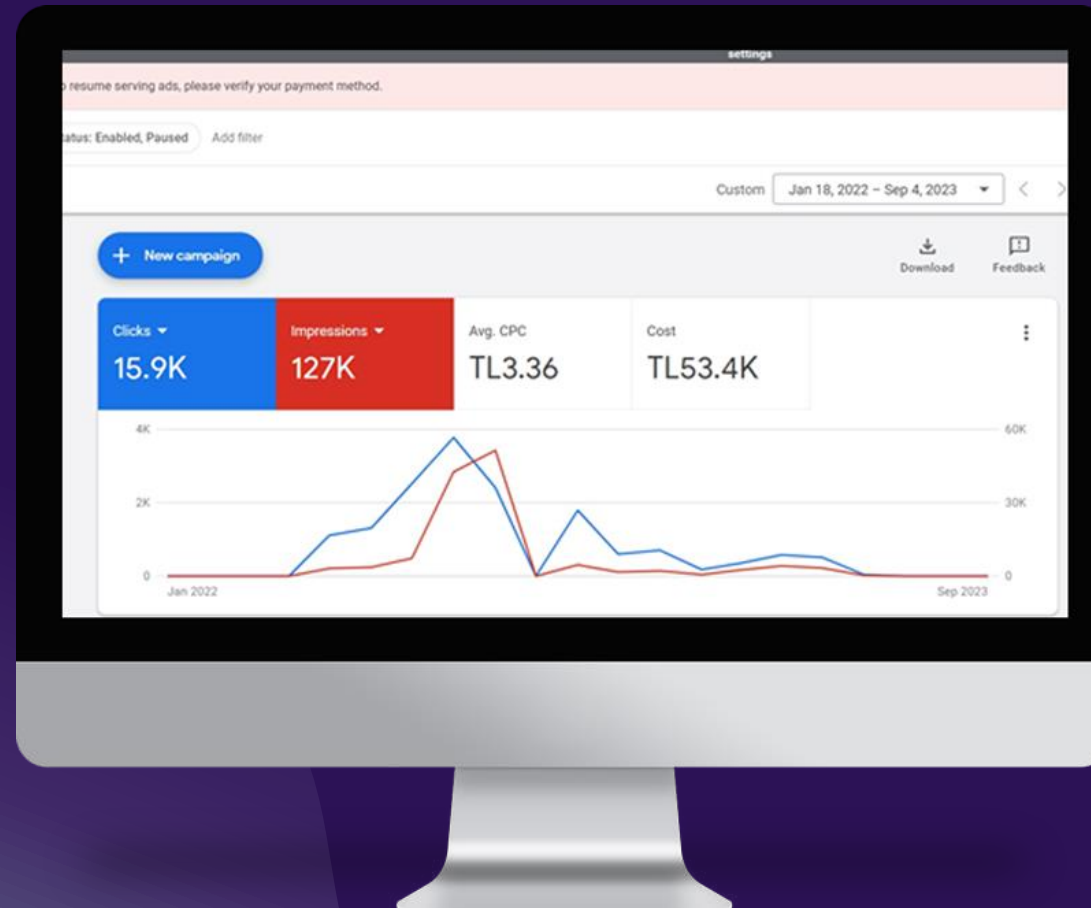 settings
resume serving ads, please verify your payment method.
Status: Enabled, Paused Add filter
Custom Jan 18, 2022 – Sep 4, 2023
+ New campaign
Download Feedback
Clicks Impressions Avg. CPC Cost
15.9K 127K TL3.36 TL53.4K
4K 60K
2K 30K
0 0
Jan 2022 Sep 2023